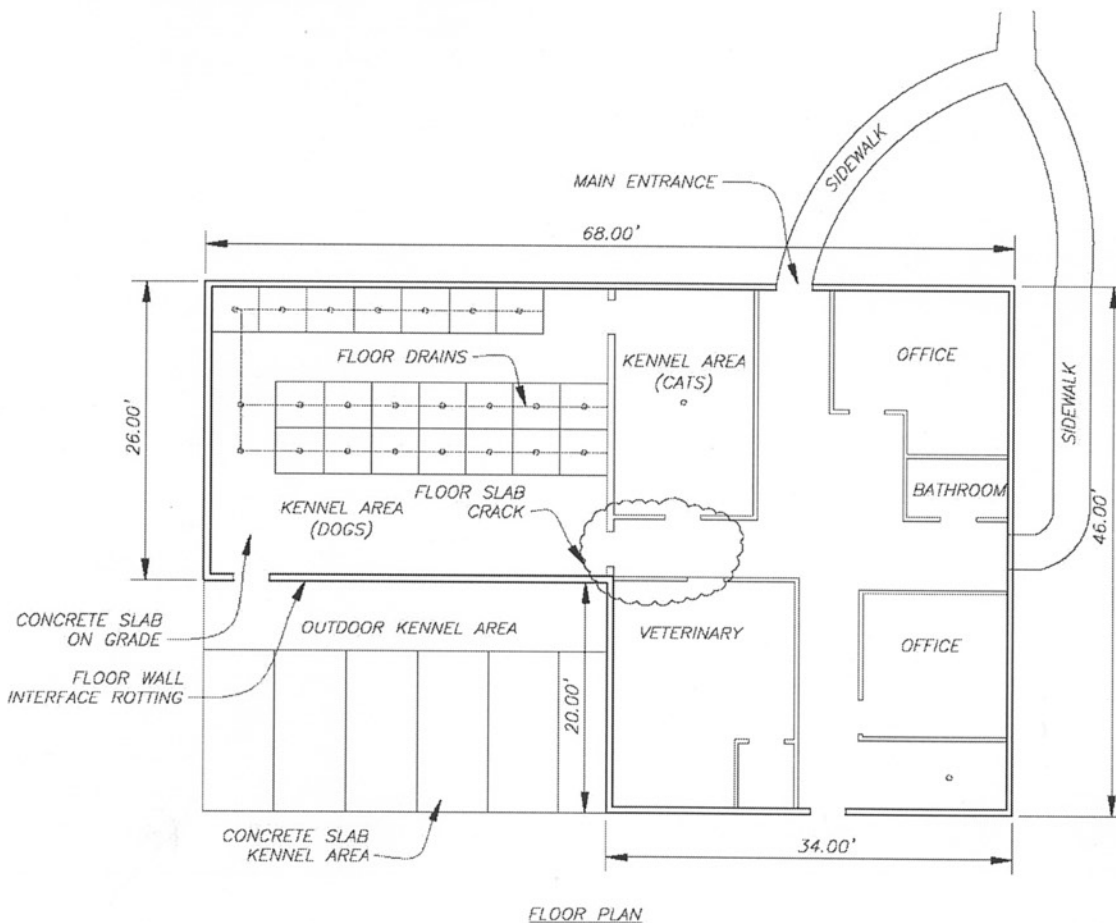 SIDEWALK
MAIN ENTRANCE
68.00'
SIDEWALK
FLOOR DRAINS
KENNEL AREA
(CATS)
OFFICE
26.00'
46.00'
KENNEL AREA
(DOGS)
FLOOR SLAB
CRACK
BATHROOM
CONCRETE SLAB
ON GRADE
OUTDOOR KENNEL AREA
VETERINARY
OFFICE
FLOOR WALL
INTERFACE ROTTING
20.00'
CONCRETE SLAB
KENNEL AREA
34.00'
FLOOR PLAN